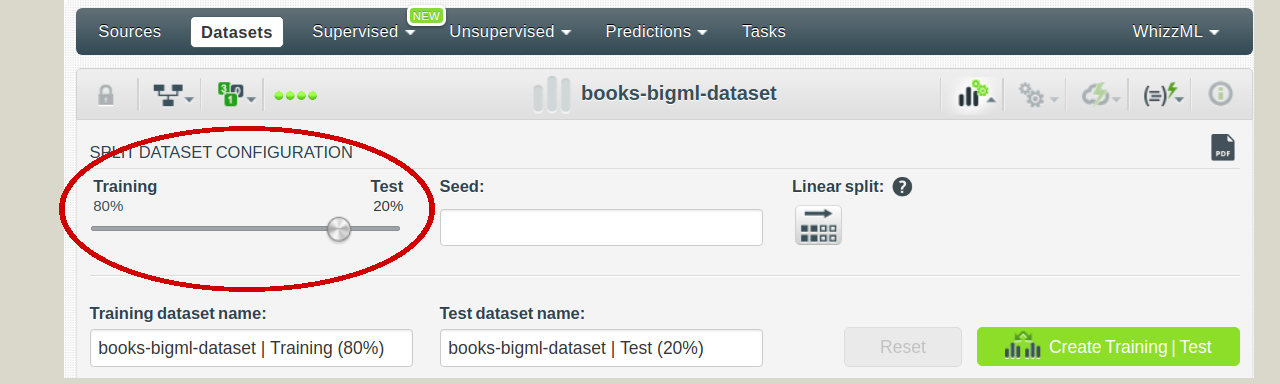 NEW
Sources Datasets Supervised Unsupervised Predictions Tasks WhizzML
books-bigml-dataset
SPLIT DATASET CONFIGURATION
PDF
Training Test Seed: Linear split: ?
80% 20%
Training dataset name: Test dataset name:
books-bigml-dataset | Training (80%) books-bigml-dataset | Test (20%) Reset Create Training | Test